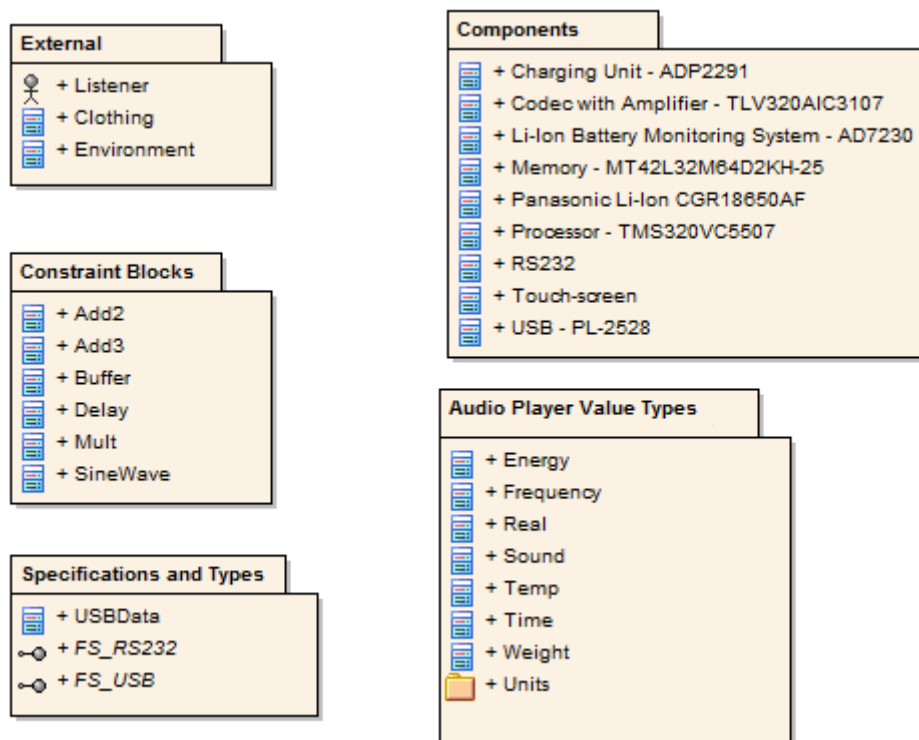 External
+ Listener
+ Clothing
+ Environment
Constraint Blocks
+ Add2
+ Add3
+ Buffer
+ Delay
+ Mult
+ SineWave
Specifications and Types
+ USBData
+ FS_RS232
+ FS_USB
Components
+ Charging Unit - ADP2291
+ Codec with Amplifier - TLV320AIC3107
+ Li-Ion Battery Monitoring System - AD7230
+ Memory - MT42L32M64D2KH-25
+ Panasonic Li-Ion CGR18650AF
+ Processor - TMS320VC5507
+ RS232
+ Touch-screen
+ USB - PL-2528
Audio Player Value Types
+ Energy
+ Frequency
+ Real
+ Sound
+ Temp
+ Time
+ Weight
+ Units